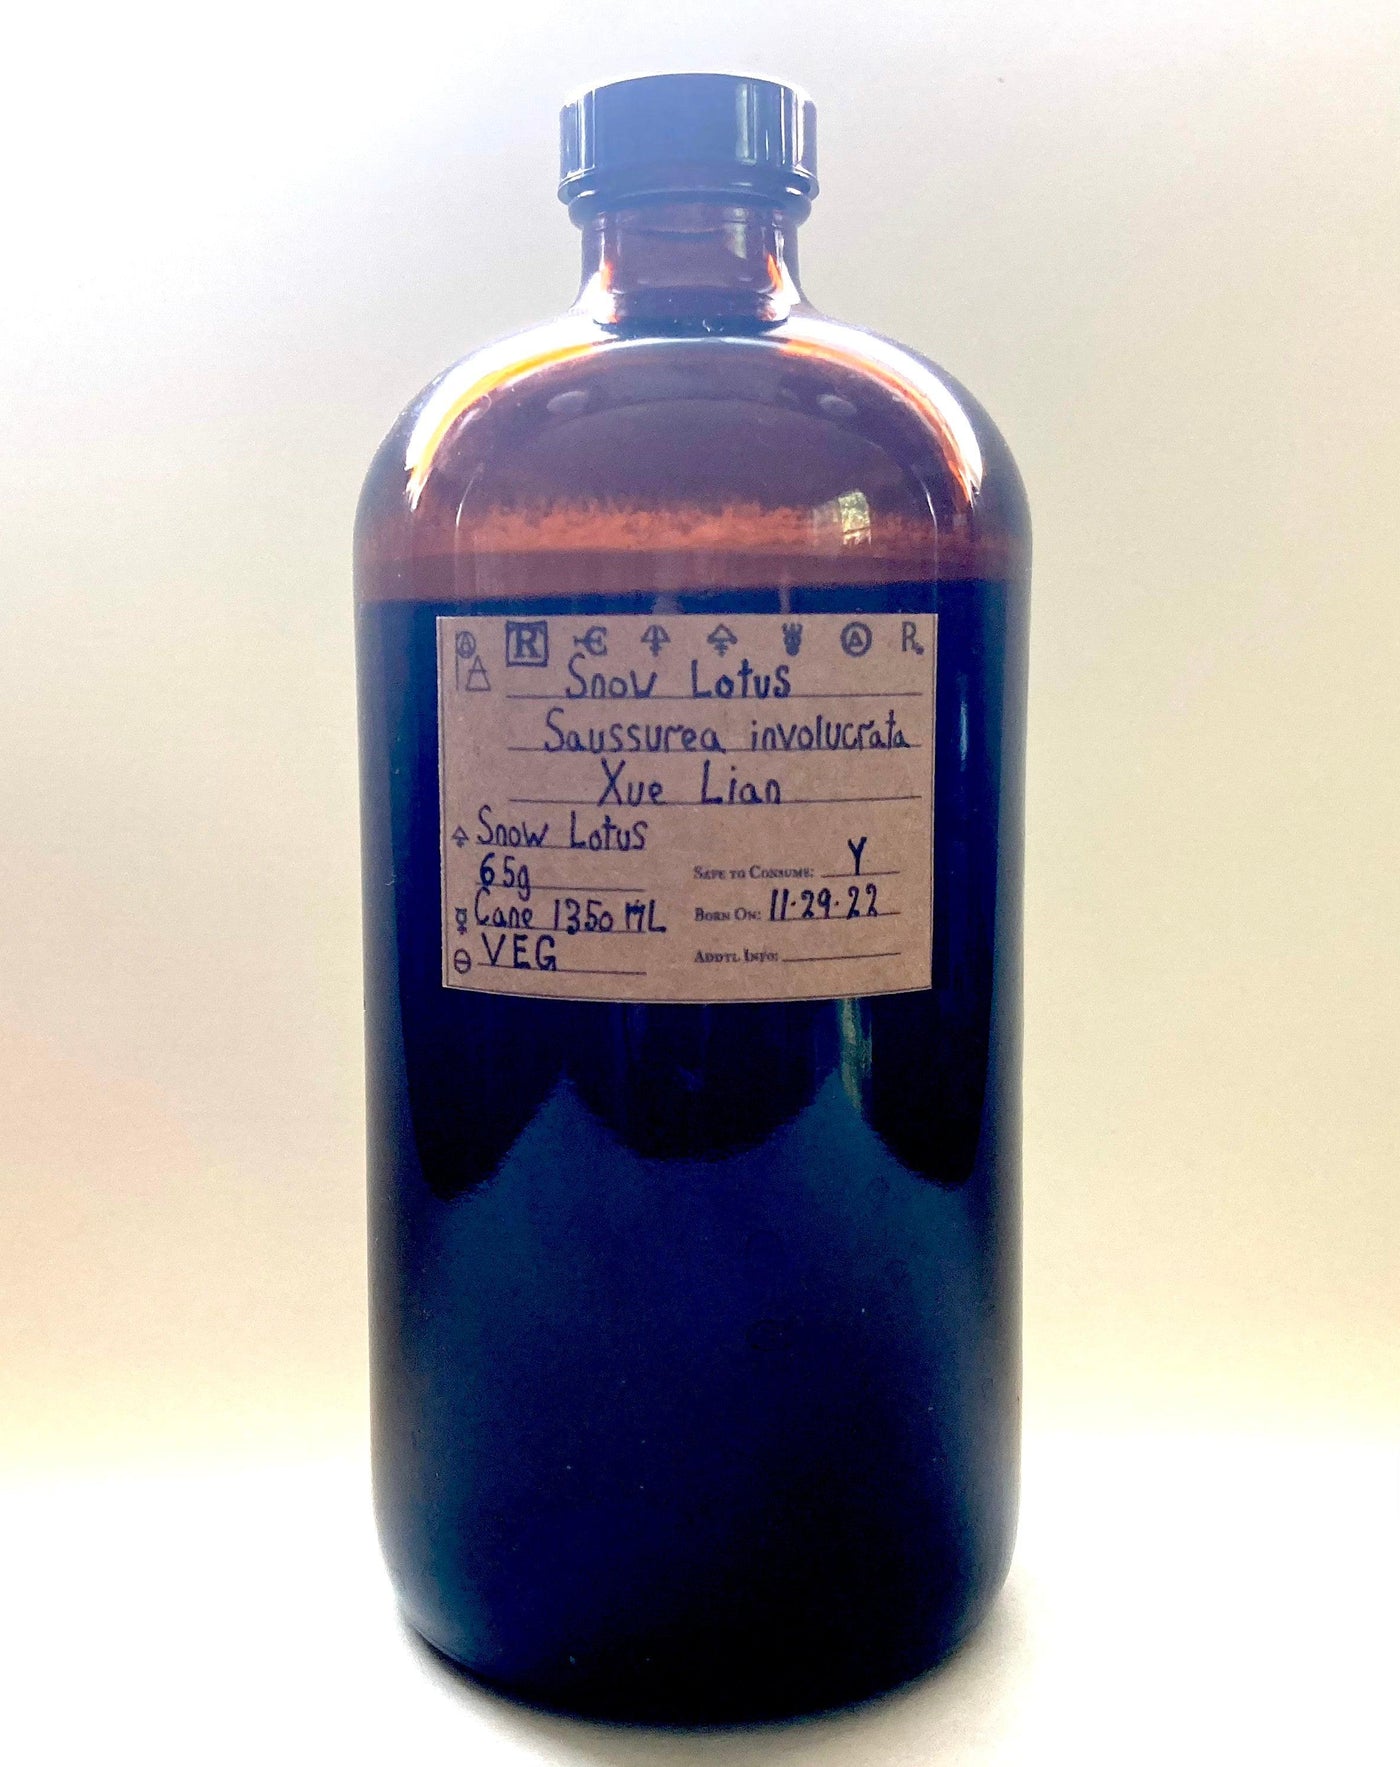 R
Snow Lotus
Saussurea involucrata
Xue Lian
Snow Lotus
65g
Cane 1350 ML
VEG
SAFE TO CONSUME: Y
BORN ON: 11·29·22
ADDTL INFO: